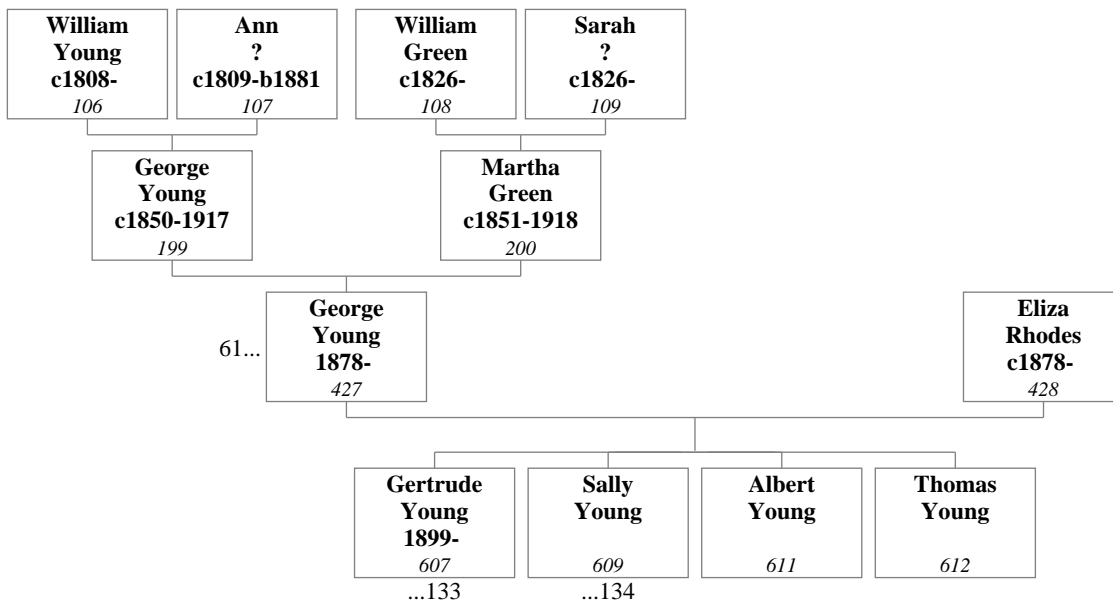 William
Young
c1808-
106
Ann
?
c1809-b1881
107
William
Green
c1826-
108
Sarah
?
c1826-
109
George
Young
c1850-1917
199
Martha
Green
c1851-1918
200
61...
George
Young
1878-
427
Eliza
Rhodes
c1878-
428
Gertrude
Young
1899-
607
...133
Sally
Young
609
...134
Albert
Young
611
Thomas
Young
612